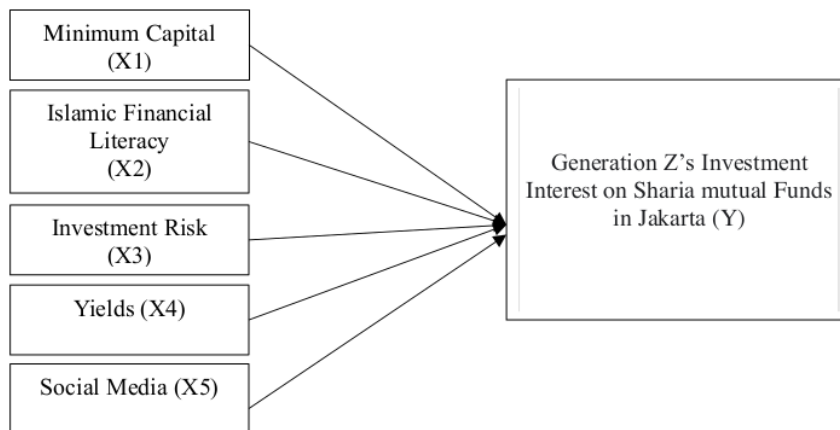 Minimum Capital
(X1)
Islamic Financial
Literacy
(X2)
Investment Risk
(X3)
Yields (X4)
Social Media (X5)
Generation Z's Investment
Interest on Sharia mutual Funds
in Jakarta (Y)